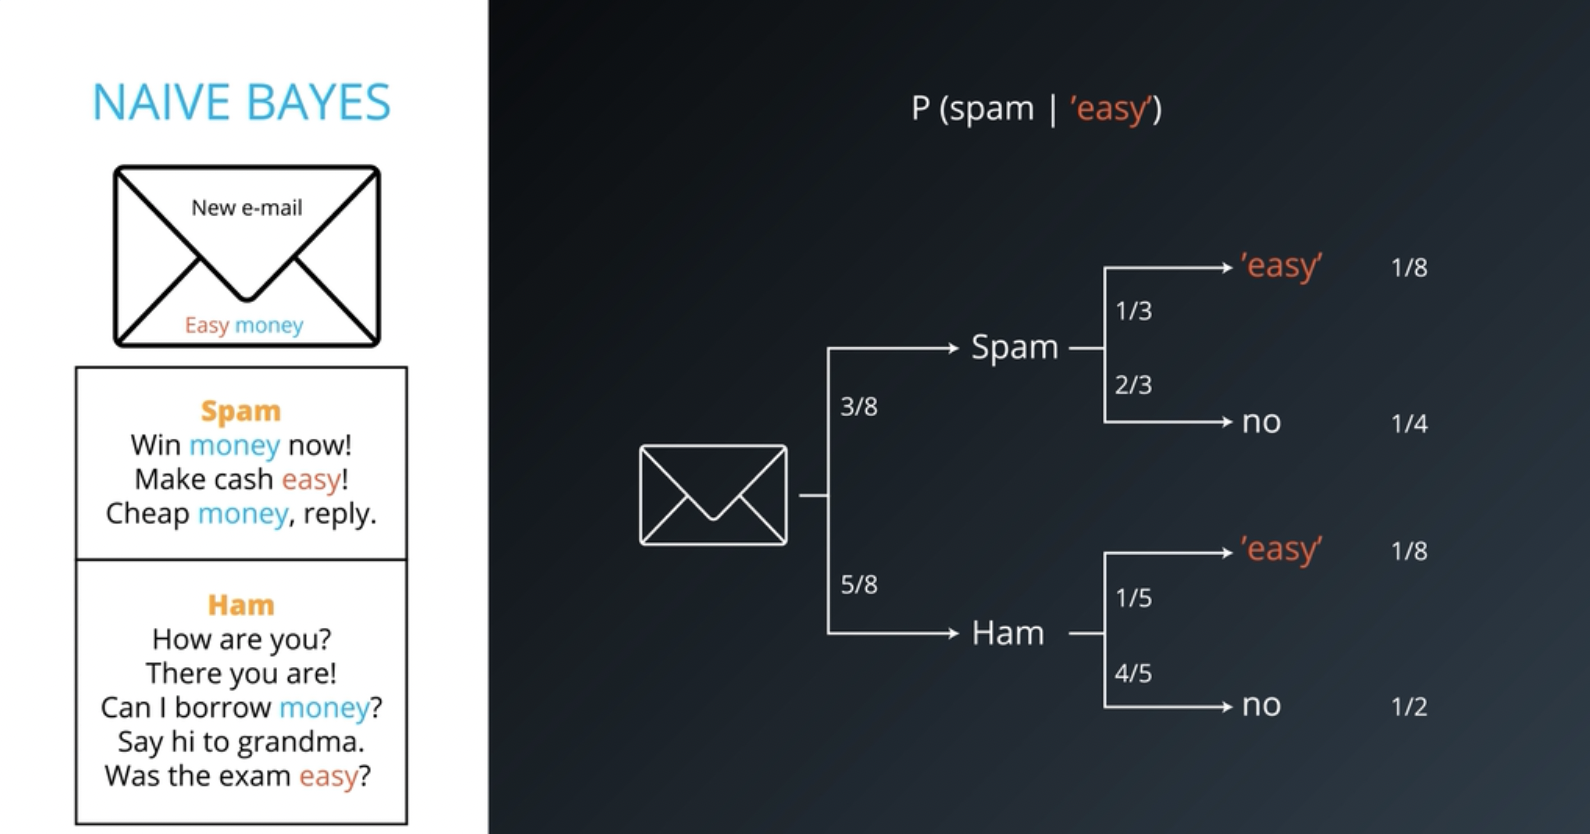 NAIVE BAYES
New e-mail
Easy money
Spam
Win money now!
Make cash easy!
Cheap money, reply.
Ham
How are you?
There you are!
Can I borrow money?
Say hi to grandma.
Was the exam easy?
P (spam | 'easy')
'easy' 1/8
1/3
Spam
2/3
3/8
no 1/4
'easy' 1/8
5/8
1/5
Ham
4/5
no 1/2